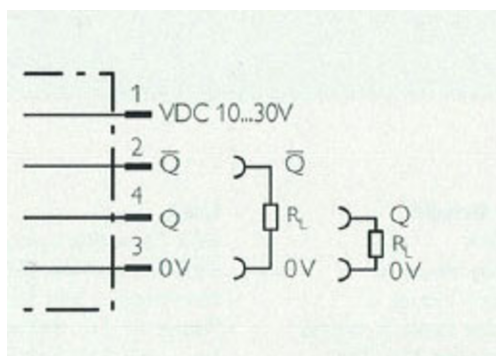 1 VDC 10...30V
2 Q̅ Q̅
4 Q R_L Q
R_L
3 0V 0V 0V